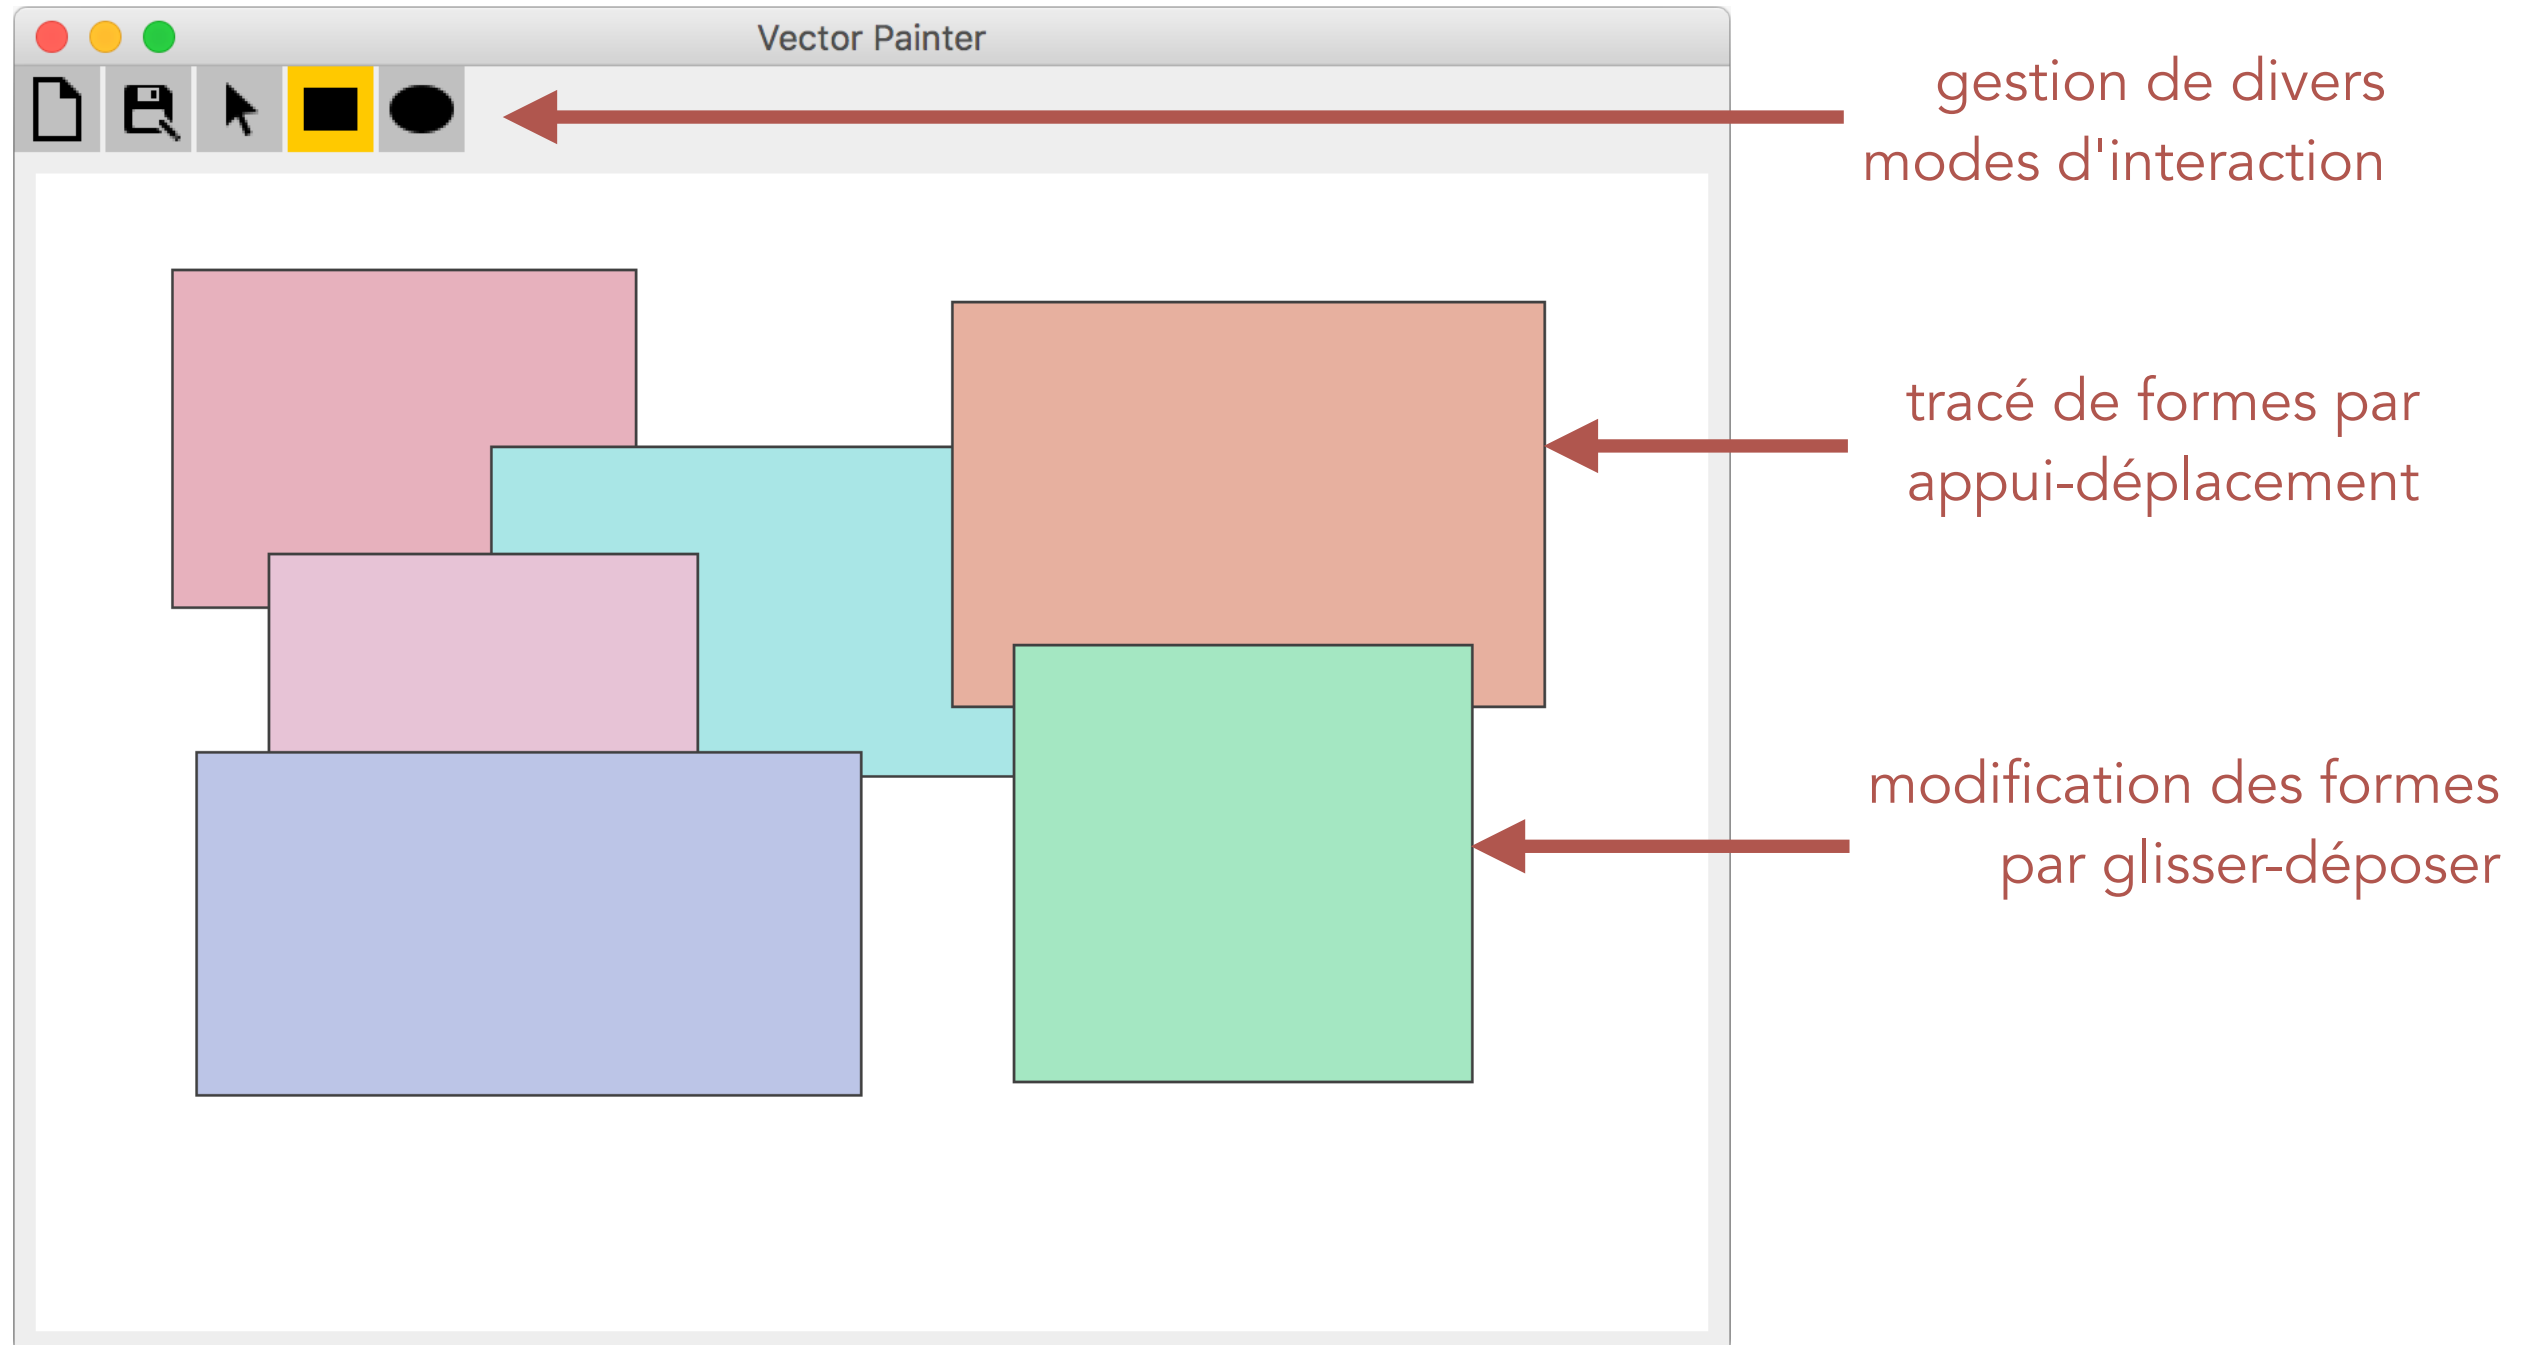 Vector Painter
gestion de divers
modes d'interaction
tracé de formes par
appui-déplacement
modification des formes
par glisser-déposer